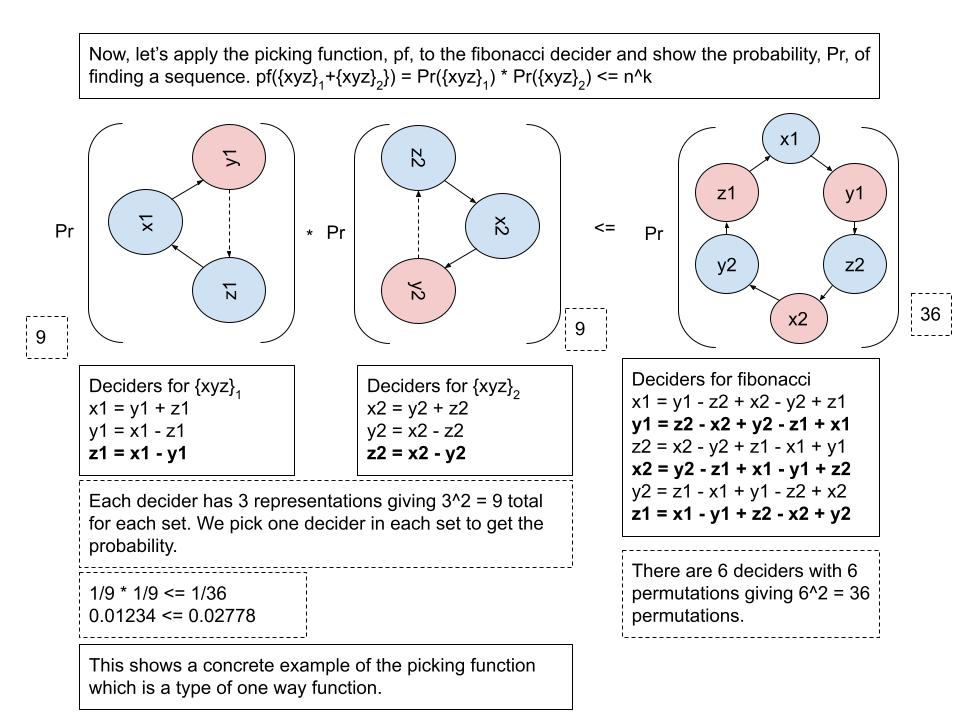 Now, let's apply the picking function, pf, to the fibonacci decider and show the probability, Pr, of
finding a sequence. pf({xyz}₁+{xyz}₂}) = Pr({xyz}₁) * Pr({xyz}₂) <= n^k
Pr
x1
y1
z1
9
*
Pr
z2
x2
y2
9
<=
Pr
x1
y1
z2
x2
y2
z1
36
Deciders for {xyz}₁
x1 = y1 + z1
y1 = x1 - z1
z1 = x1 - y1
Deciders for {xyz}₂
x2 = y2 + z2
y2 = x2 - z2
z2 = x2 - y2
Deciders for fibonacci
x1 = y1 - z2 + x2 - y2 + z1
y1 = z2 - x2 + y2 - z1 + x1
z2 = x2 - y2 + z1 - x1 + y1
x2 = y2 - z1 + x1 - y1 + z2
y2 = z1 - x1 + y1 - z2 + x2
z1 = x1 - y1 + z2 - x2 + y2
Each decider has 3 representations giving 3^2 = 9 total
for each set. We pick one decider in each set to get the
probability.
1/9 * 1/9 <= 1/36
0.01234 <= 0.02778
There are 6 deciders with 6
permutations giving 6^2 = 36
permutations.
This shows a concrete example of the picking function
which is a type of one way function.